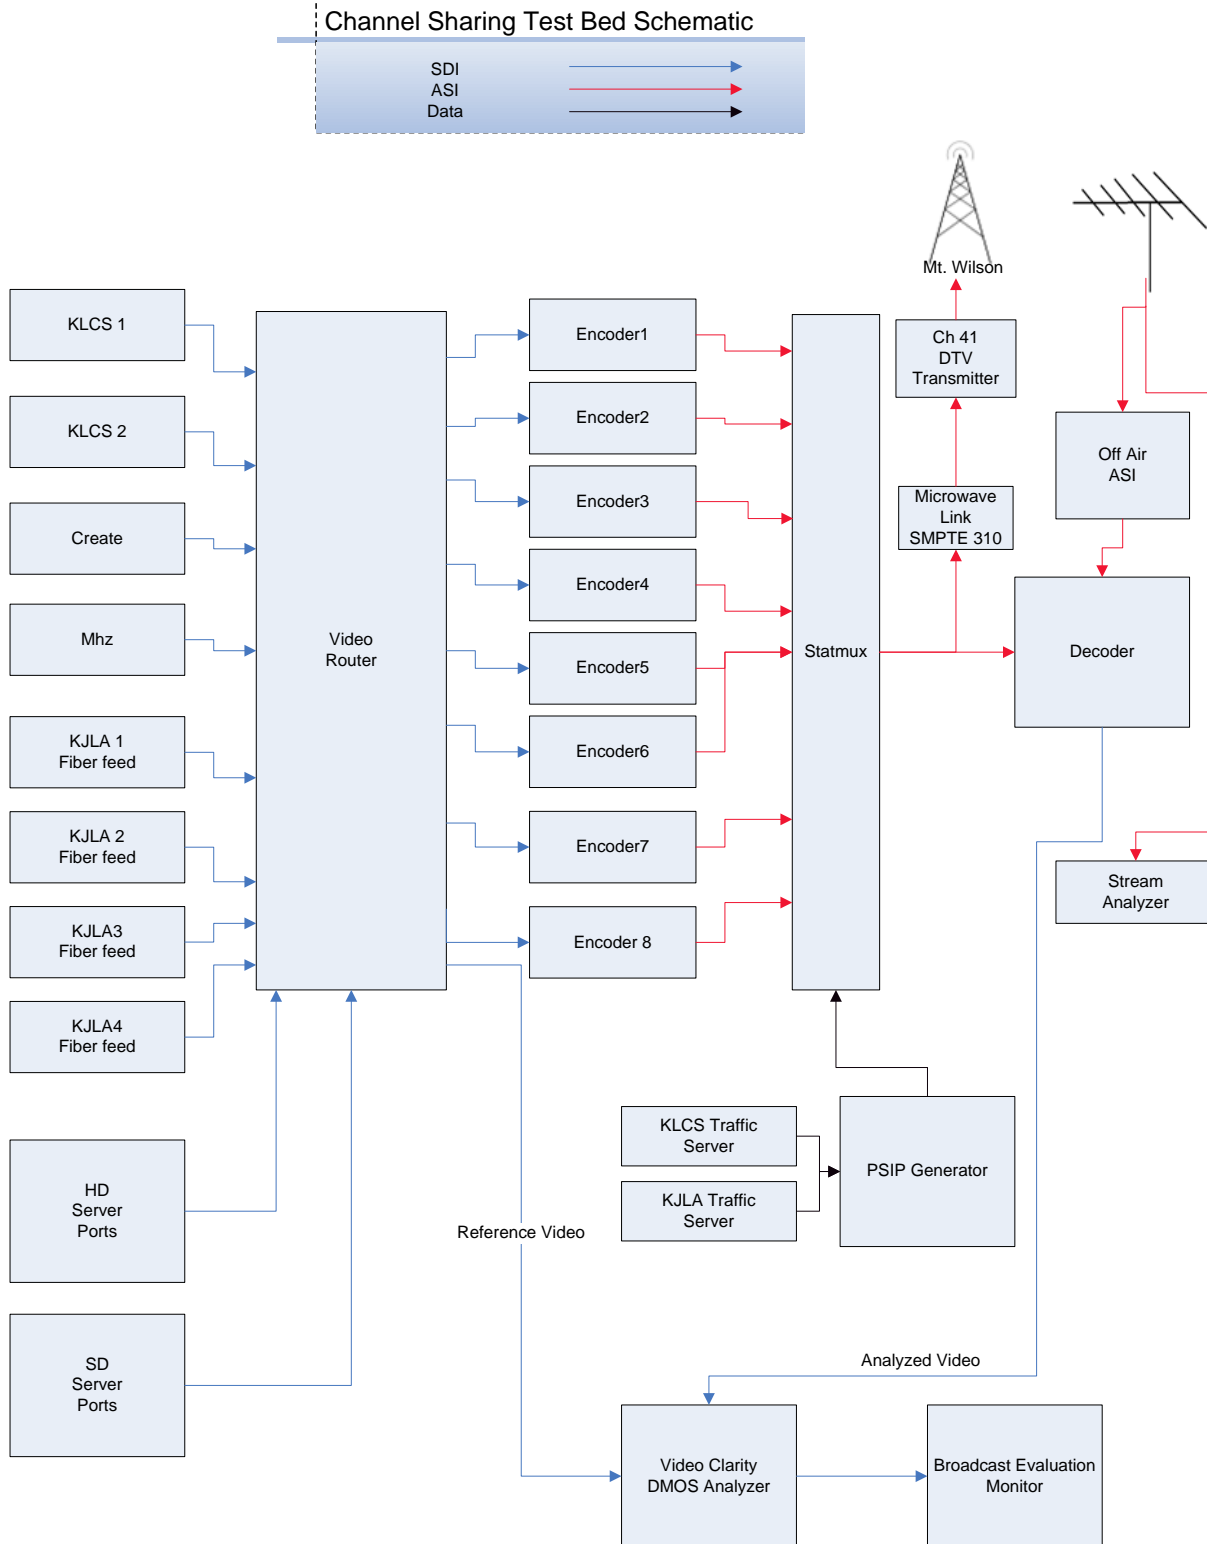 Channel Sharing Test Bed Schematic
SDI
ASI
Data
Mt. Wilson
KLCS 1
KLCS 2
Create
Mhz
KJLA 1
Fiber feed
KJLA 2
Fiber feed
KJLA3
Fiber feed
KJLA4
Fiber feed
HD
Server
Ports
SD
Server
Ports
Video
Router
Encoder1
Encoder2
Encoder3
Encoder4
Encoder5
Encoder6
Encoder7
Encoder 8
Statmux
Ch 41
DTV
Transmitter
Microwave
Link
SMPTE 310
Off Air
ASI
Decoder
Stream
Analyzer
KLCS Traffic
Server
KJLA Traffic
Server
PSIP Generator
Reference Video
Analyzed Video
Video Clarity
DMOS Analyzer
Broadcast Evaluation
Monitor